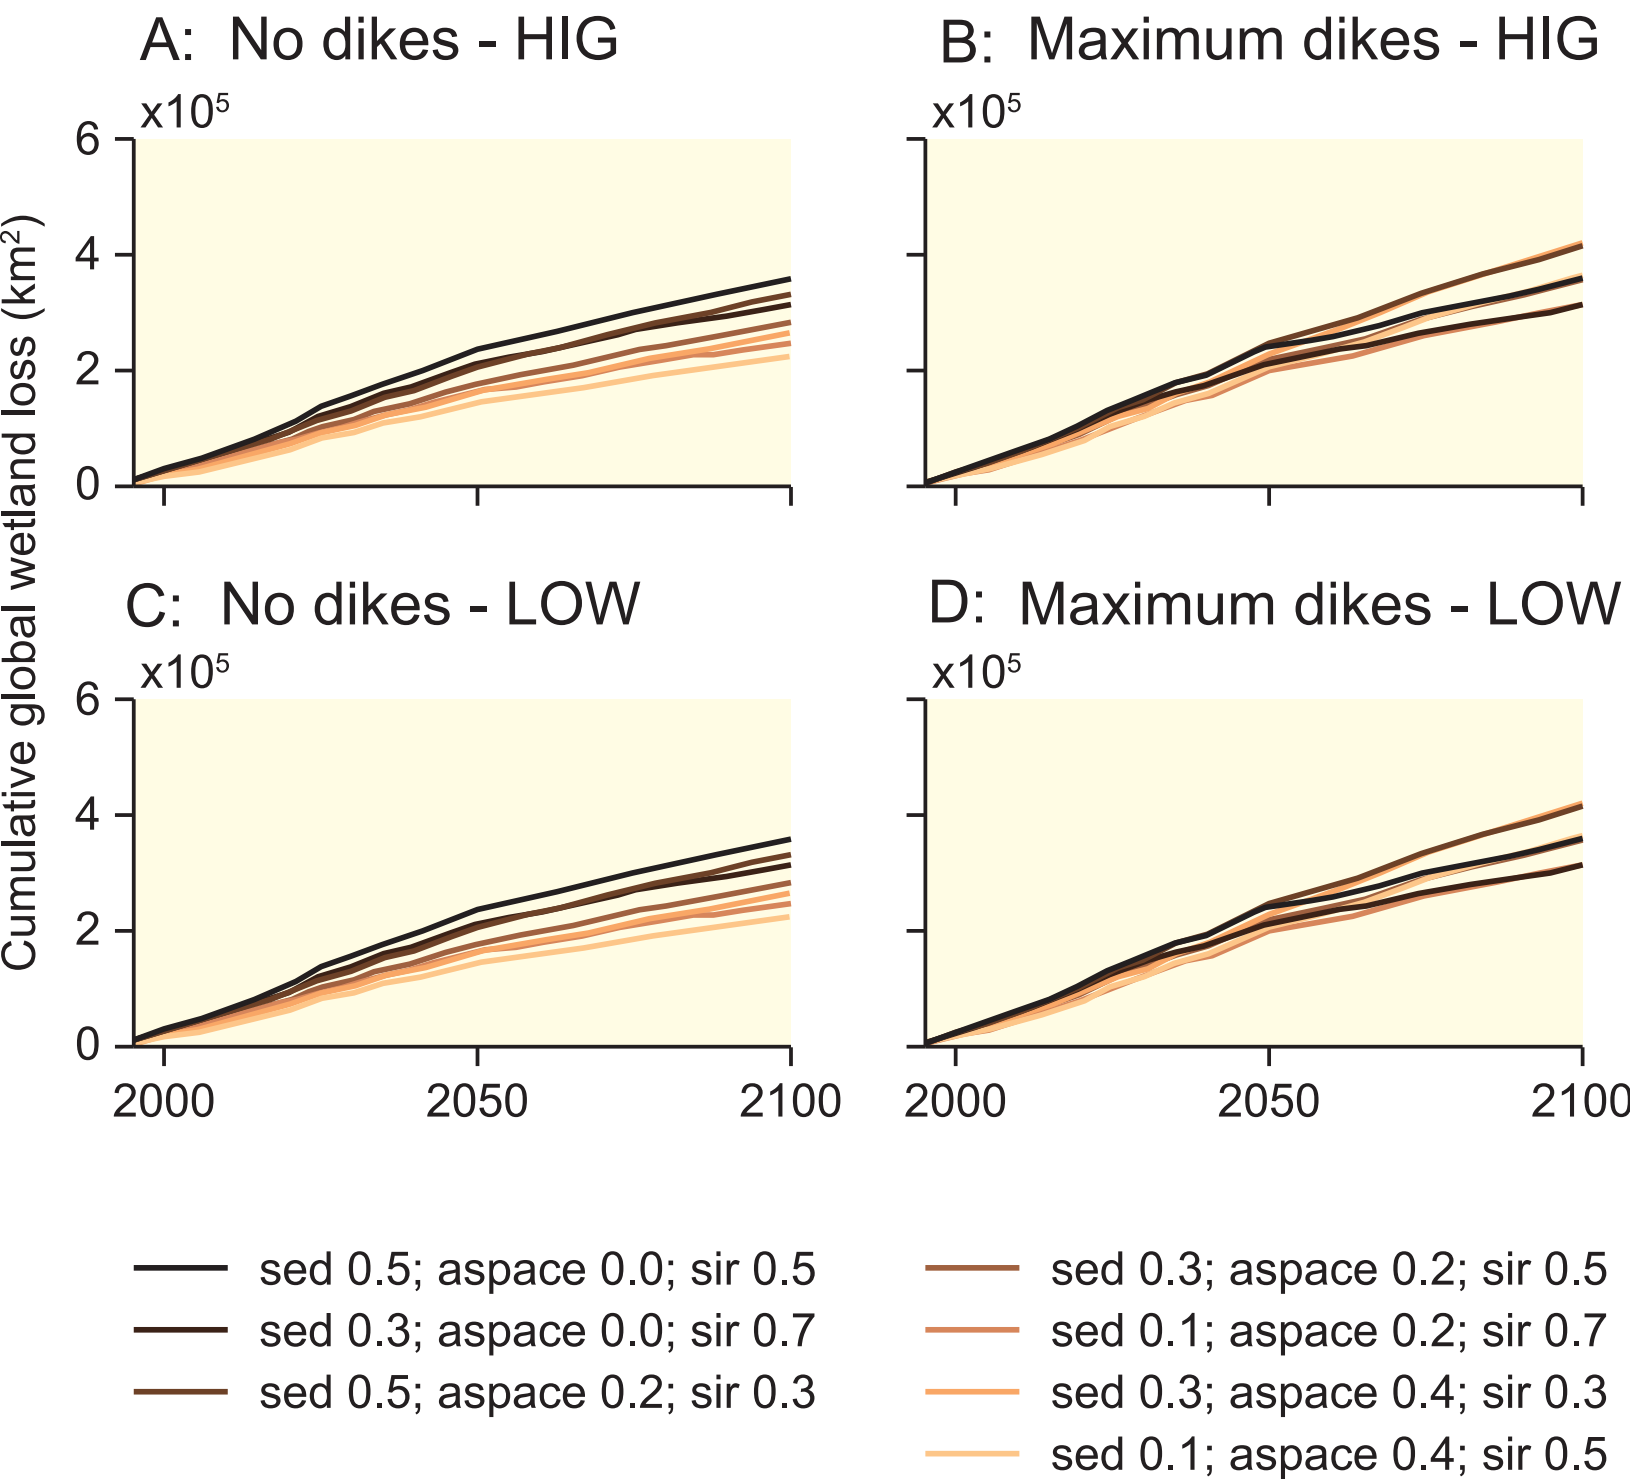 A: No dikes - HIG
B: Maximum dikes - HIG
x10⁵
x10⁵
6
4
2
0
Cumulative global wetland loss (km²)
C: No dikes - LOW
D: Maximum dikes - LOW
x10⁵
x10⁵
6
4
2
0
2000 2050 2100
2000 2050 2100
sed 0.5; aspace 0.0; sir 0.5
sed 0.3; aspace 0.0; sir 0.7
sed 0.5; aspace 0.2; sir 0.3
sed 0.3; aspace 0.2; sir 0.5
sed 0.1; aspace 0.2; sir 0.7
sed 0.3; aspace 0.4; sir 0.3
sed 0.1; aspace 0.4; sir 0.5